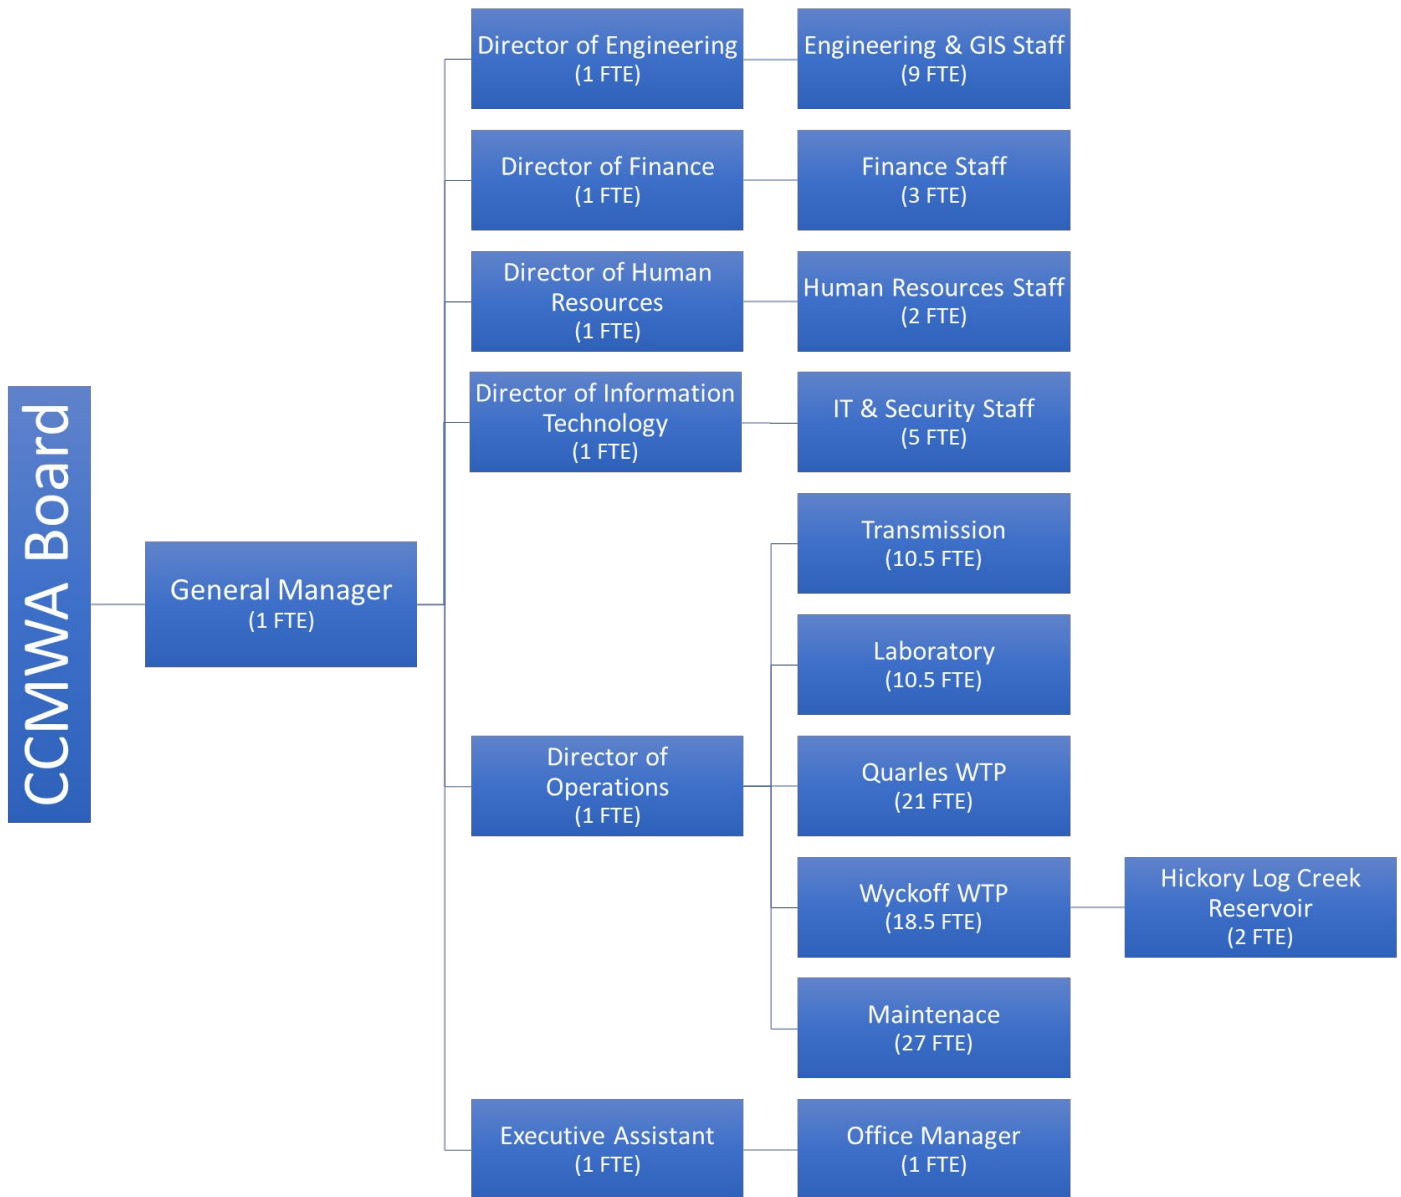 CCMWA Board
General Manager
(1 FTE)
Director of Engineering
(1 FTE)
Engineering & GIS Staff
(9 FTE)
Director of Finance
(1 FTE)
Finance Staff
(3 FTE)
Director of Human
Resources
(1 FTE)
Human Resources Staff
(2 FTE)
Director of Information
Technology
(1 FTE)
IT & Security Staff
(5 FTE)
Director of
Operations
(1 FTE)
Transmission
(10.5 FTE)
Laboratory
(10.5 FTE)
Quarles WTP
(21 FTE)
Wyckoff WTP
(18.5 FTE)
Hickory Log Creek
Reservoir
(2 FTE)
Maintenace
(27 FTE)
Executive Assistant
(1 FTE)
Office Manager
(1 FTE)